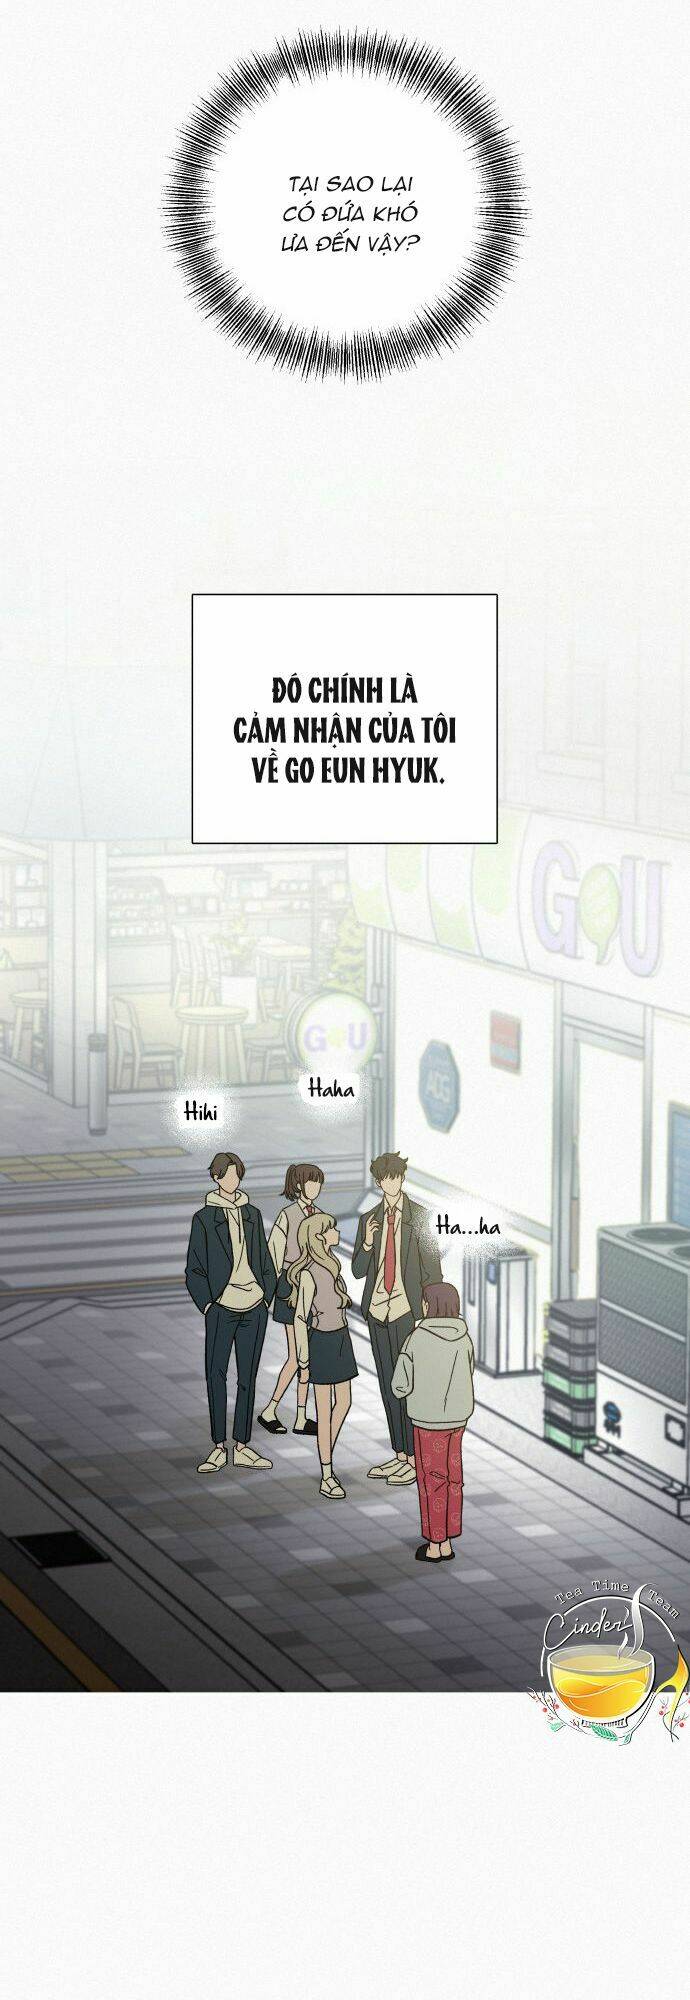 TẠI SAO LẠI
CÓ ĐỨA KHÓ
ƯA ĐẾN VẬY?
ĐÓ CHÍNH LÀ
CẢM NHẬN CỦA TÔI
VỀ GO EUN HYUK.
GOU
GOU
ADG
Haha
Hihi
Ha...ha
Tea Time Team
Cinder